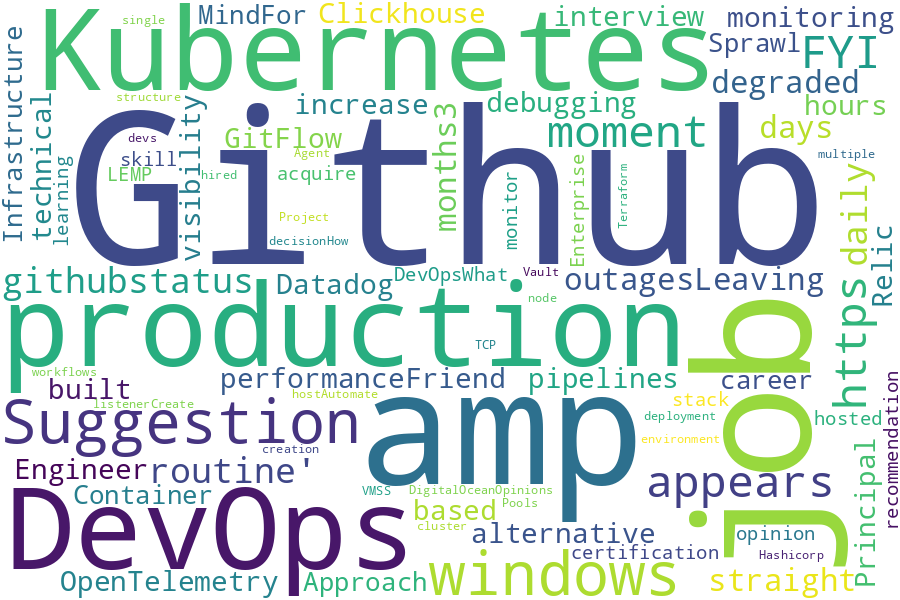 single
MindFor
Clickhouse
interview
monitoring
Kubernetes
Sprawl
FYI
Infrastructure
technical
structure
increase
debugging
degraded
hours
Github
devs
skill
LEMP
learning
visibility
GitFlow
Agent
hired
acquire
months3
moment
days
multiple
monitor
Enterprise
Terraform
Project
decisionHow
daily
Relic
githubstatus
Datadog
DevOpsWhat
Vault
outagesLeaving
https
production
node
TCP
Job
workflows
built
performanceFriend
pipelines
career
listenerCreate
hostAutomate
amp
stack
deployment
hosted
recommendation
Suggestion
creation
environment
Engineer
routine'
appears
Principal
DevOps
Container
VMSS
DigitalOceanOpinions
Pools
based
cluster
alternative
opinion
certification
Hashicorp
OpenTelemetry
Approach
windows
straight